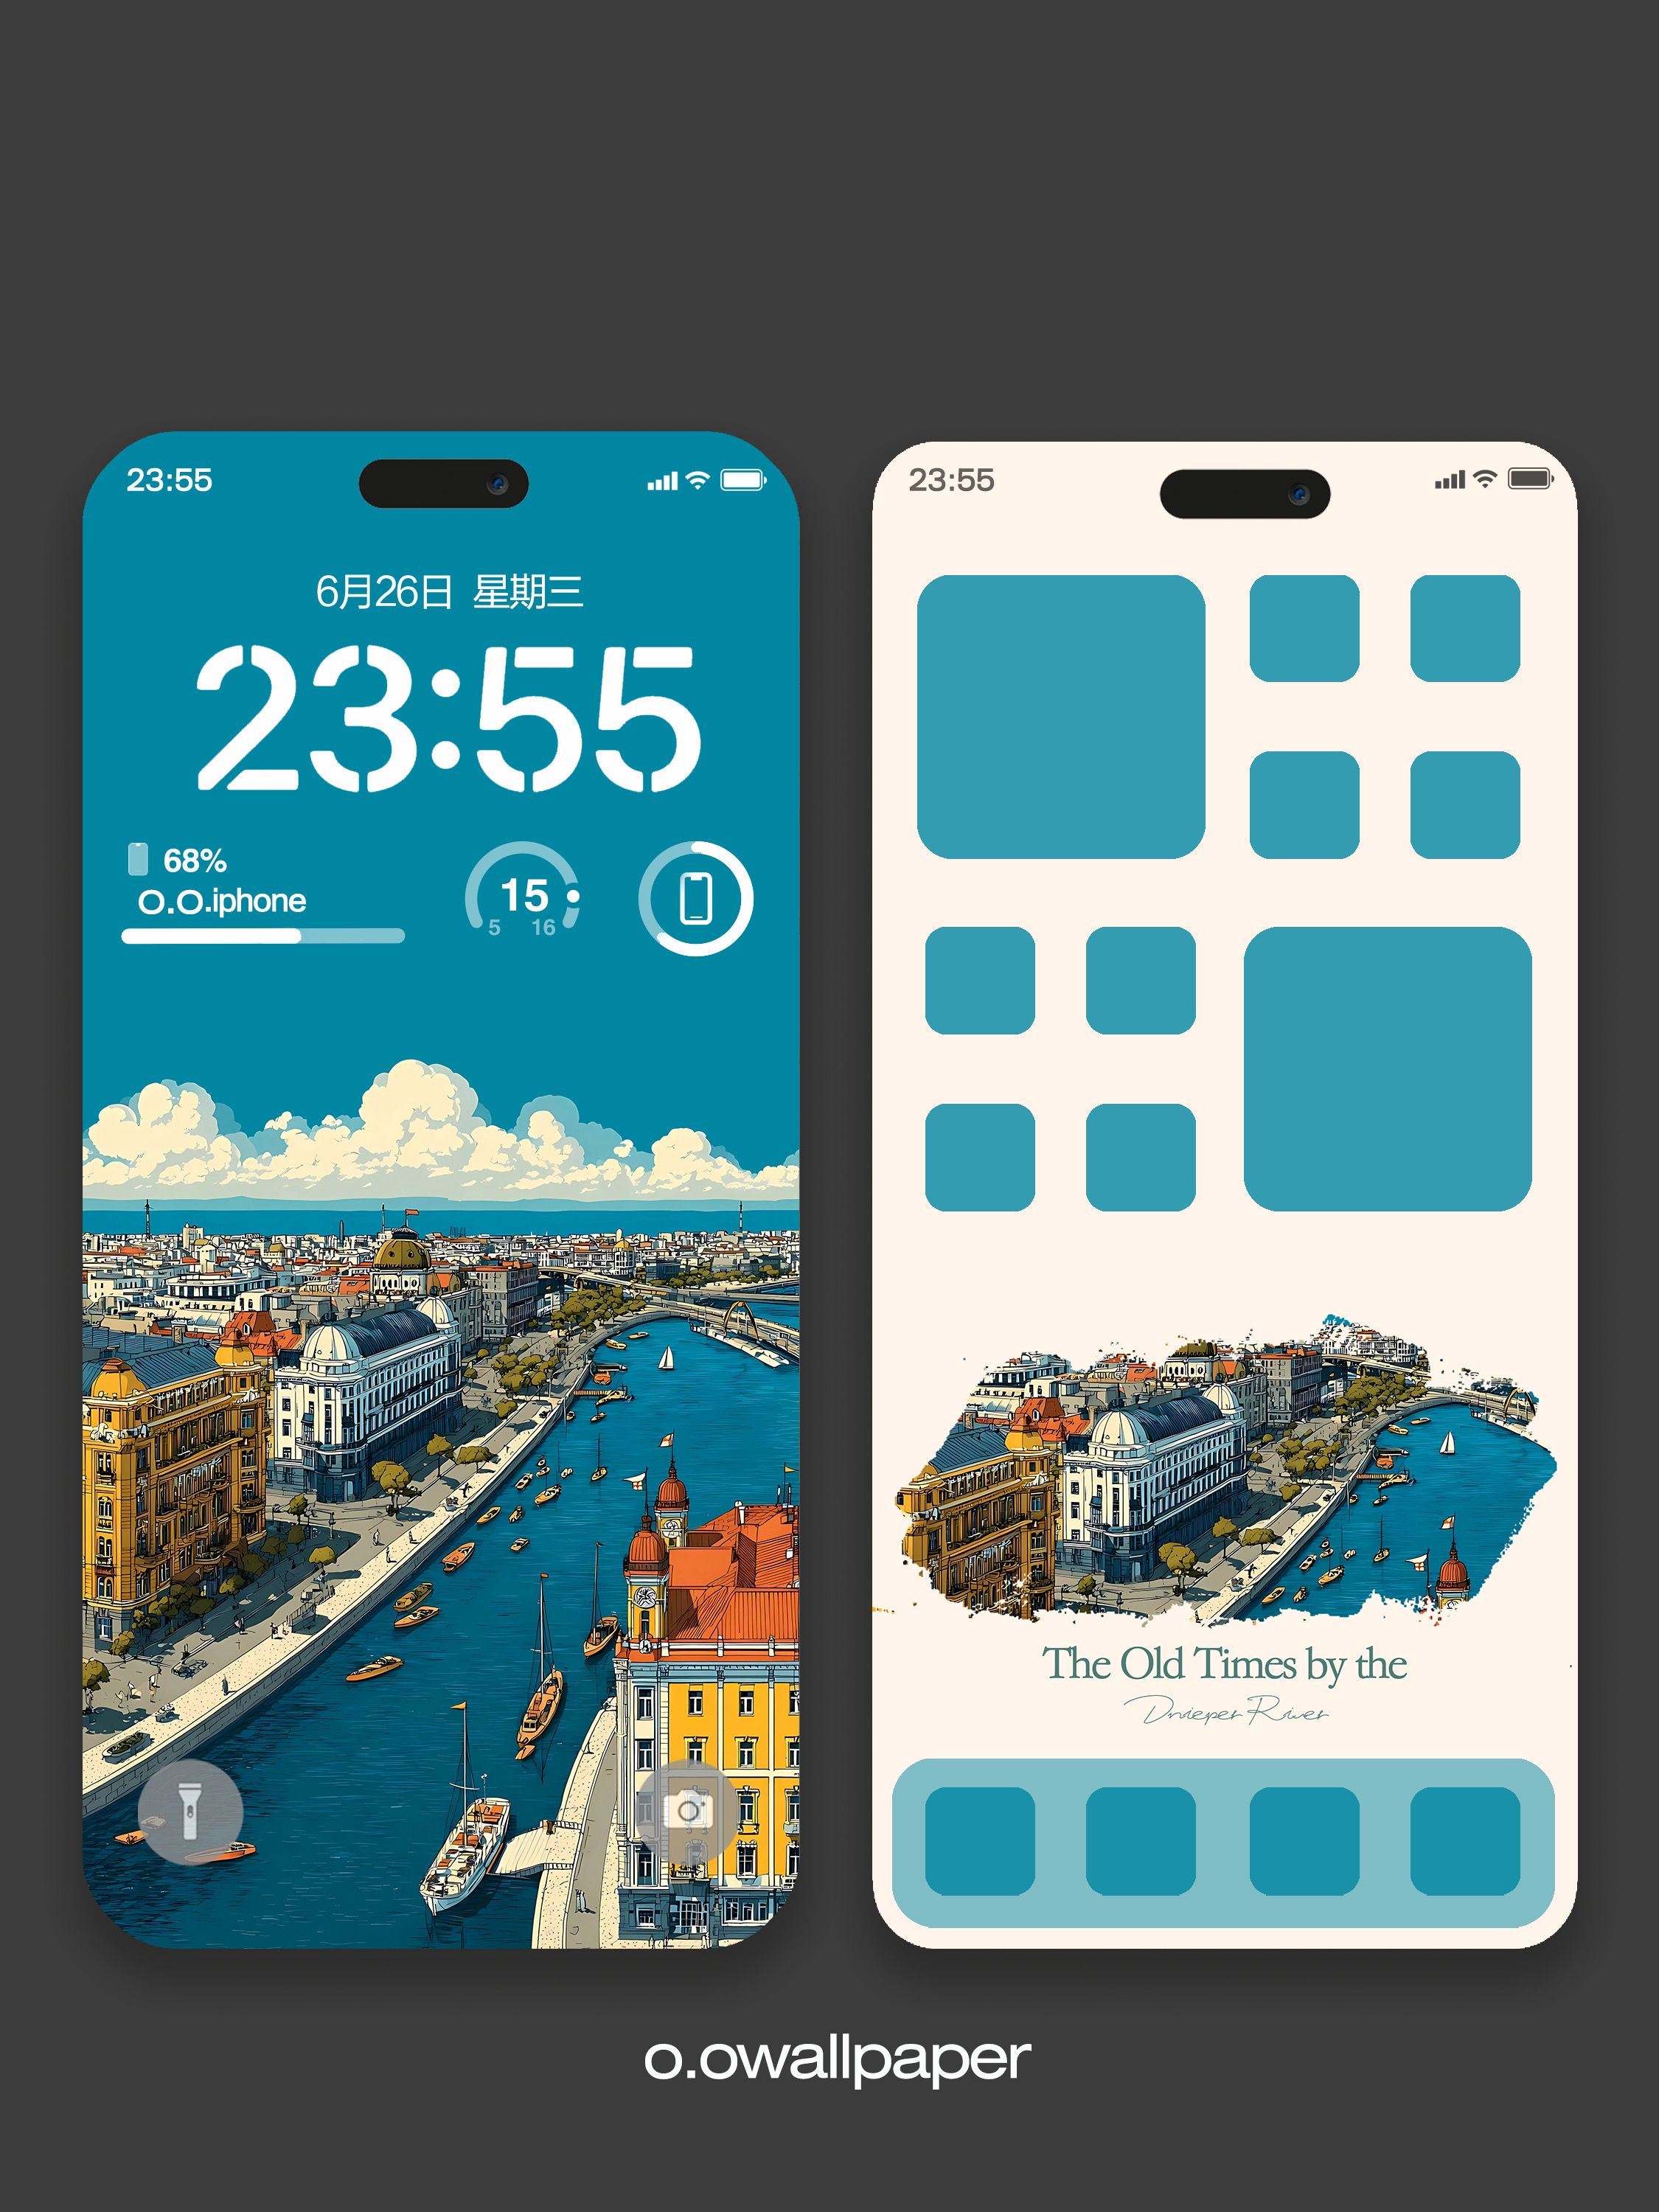 23:55
6月26日 星期三
23:55
68%
O.O.iphone
15
5 16
23:55
The Old Times by the
Dnieper River
o.owallpaper